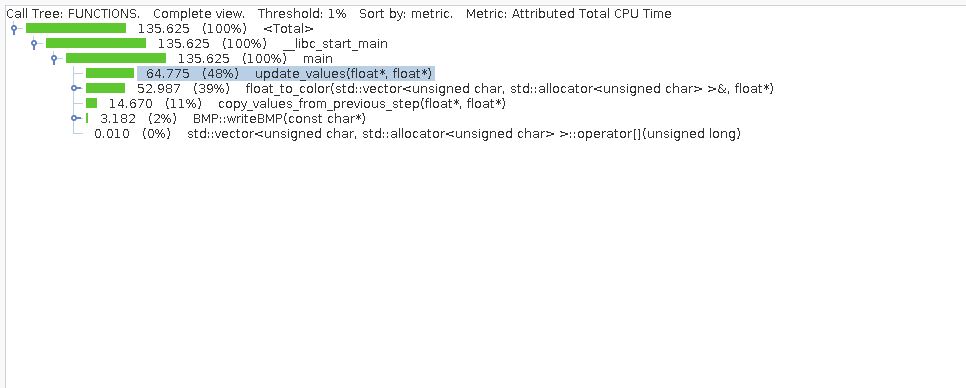 Call Tree: FUNCTIONS. Complete view. Threshold: 1% Sort by: metric. Metric: Attributed Total CPU Time
135.625 (100%) <Total>
135.625 (100%) __libc_start_main
135.625 (100%) main
64.775 (48%) update_values(float*, float*)
52.987 (39%) float_to_color(std::vector<unsigned char, std::allocator<unsigned char> >&, float*)
14.670 (11%) copy_values_from_previous_step(float*, float*)
3.182 (2%) BMP::writeBMP(const char*)
0.010 (0%) std::vector<unsigned char, std::allocator<unsigned char> >::operator[](unsigned long)